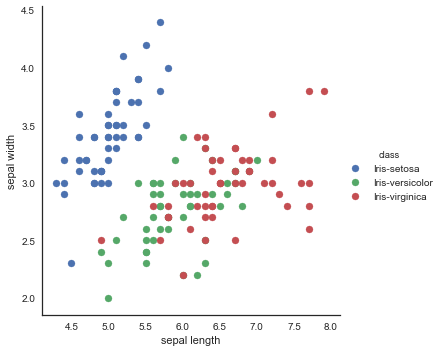 4.5
4.0
3.5
3.0
2.5
2.0
sepal width
4.5 5.0 5.5 6.0 6.5 7.0 7.5 8.0
sepal length
class
Iris-setosa
Iris-versicolor
Iris-virginica